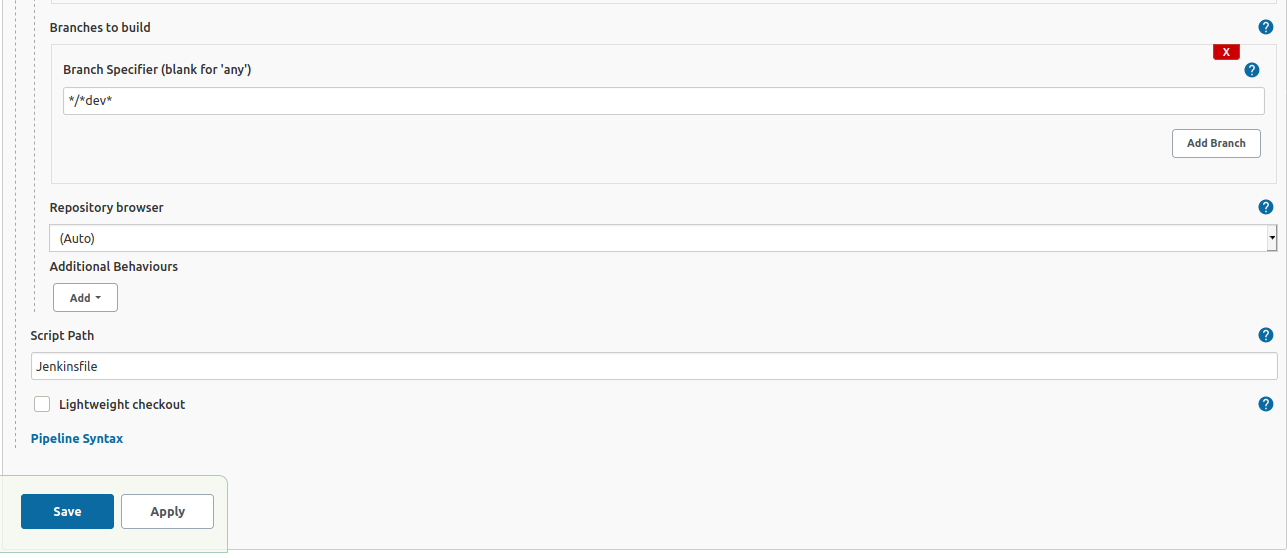 Branches to build
?
X
Branch Specifier (blank for 'any')
?
*/*dev*
Add Branch
Repository browser
?
(Auto)
Additional Behaviours
Add
Script Path
?
Jenkinsfile
Lightweight checkout
?
Pipeline Syntax
Save
Apply